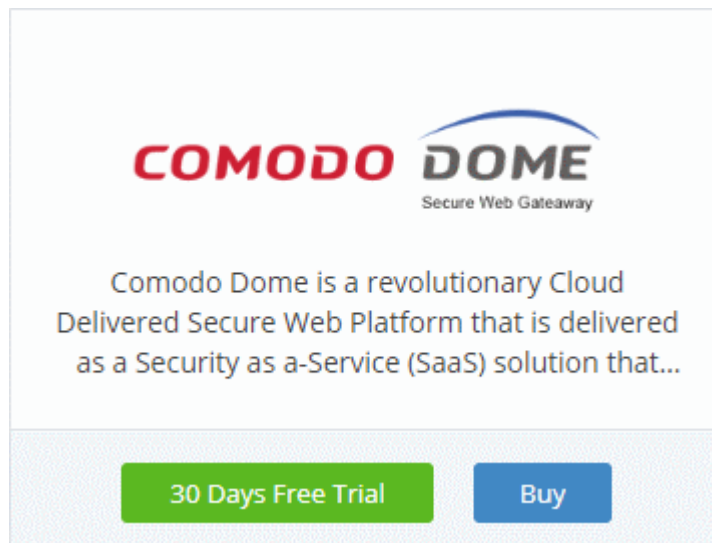 COMODO DOME
Secure Web Gateaway
Comodo Dome is a revolutionary Cloud
Delivered Secure Web Platform that is delivered
as a Security as a-Service (SaaS) solution that...
30 Days Free Trial
Buy